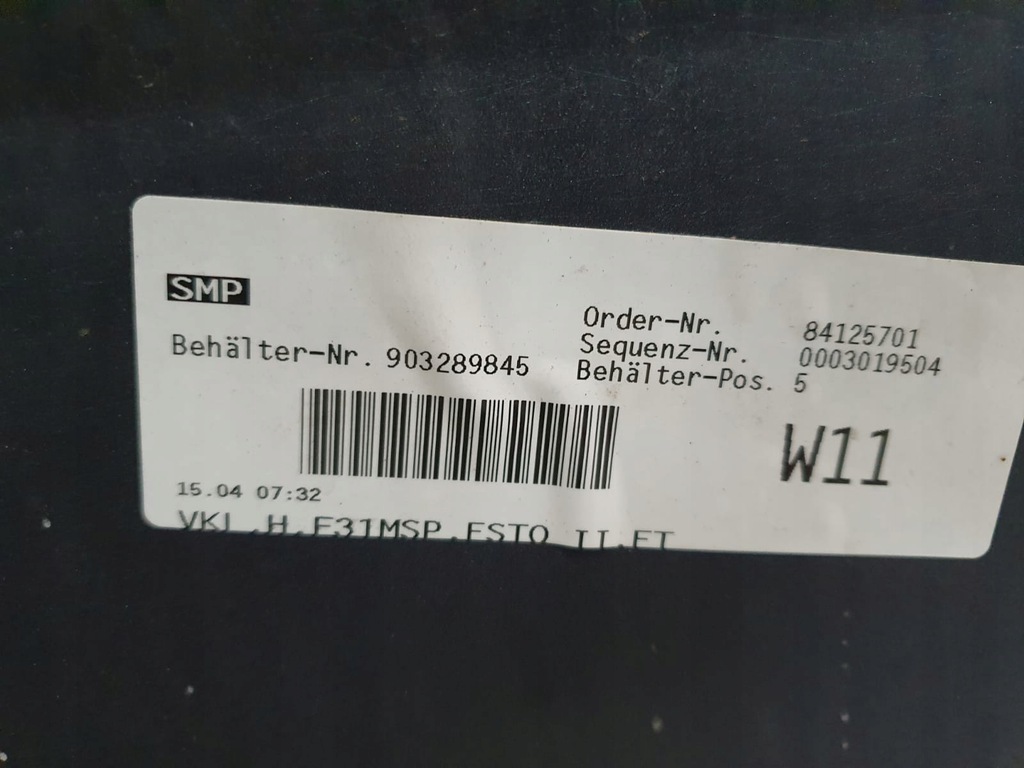 SMP
Behälter-Nr. 903289845
Order-Nr. 84125701
Sequenz-Nr. 0003019504
Behälter-Pos. 5
W11
15.04 07:32